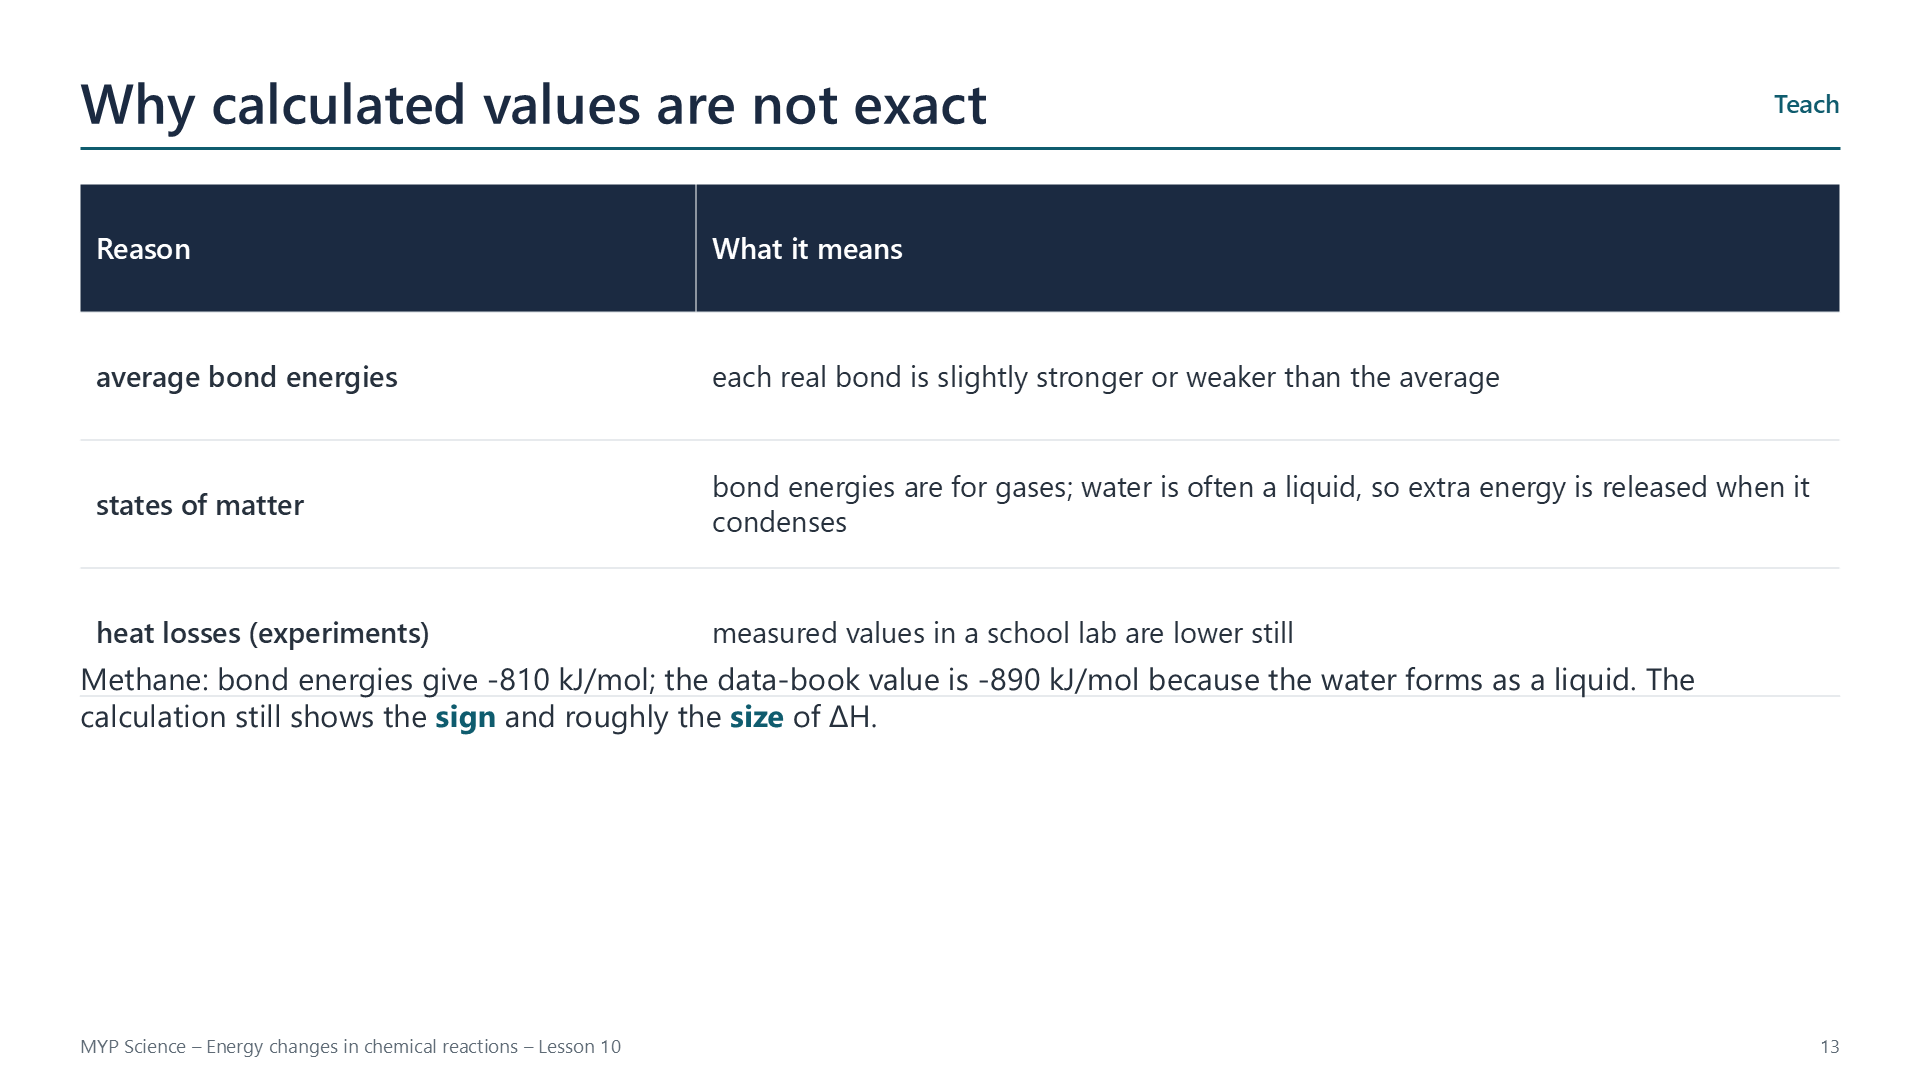 Why calculated values are not exact
Teach
Reason
What it means
average bond energies
each real bond is slightly stronger or weaker than the average
states of matter
bond energies are for gases; water is often a liquid, so extra energy is released when it
condenses
heat losses (experiments)
measured values in a school lab are lower still
Methane: bond energies give -810 kJ/mol; the data-book value is -890 kJ/mol because the water forms as a liquid. The
calculation still shows the sign and roughly the size of ΔH.
MYP Science – Energy changes in chemical reactions – Lesson 10
13